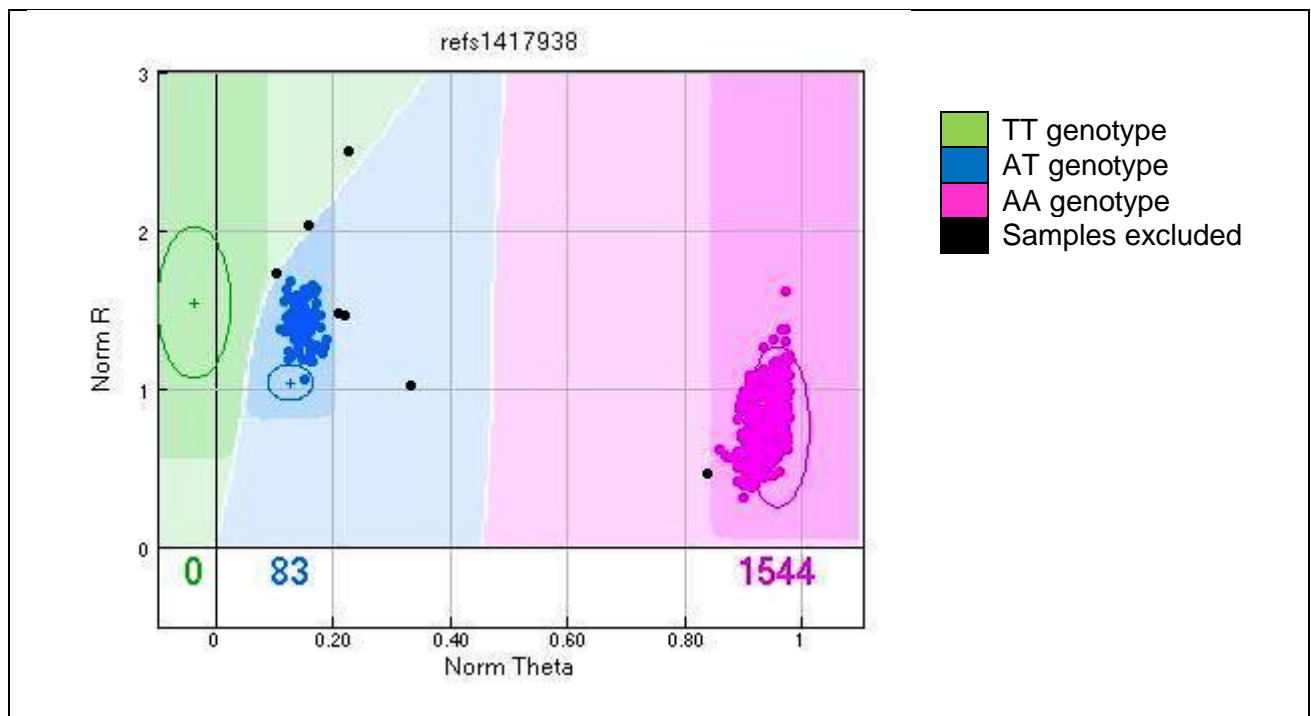 refs1417938
3
2
1
0
Norm R
0 83 1544
0 0.20 0.40 0.60 0.80 1
Norm Theta
TT genotype
AT genotype
AA genotype
Samples excluded